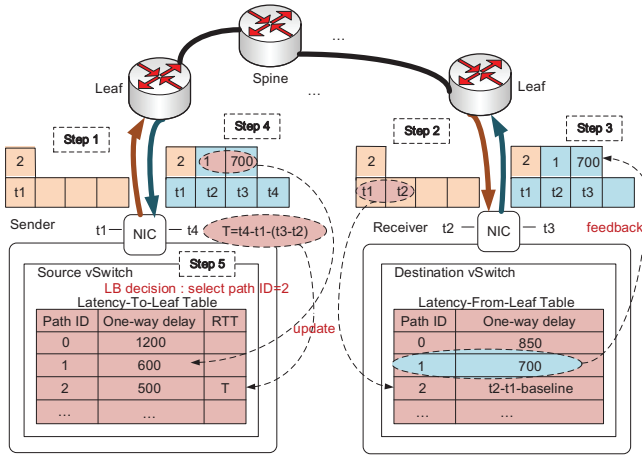 ...
Spine
...
Leaf
Leaf
Step 1
Step 4
Step 2
Step 3
2
2 1 700
2
2 1 700
t1
t1 t2 t3 t4
t1 t2
t1 t2 t3
Sender
t1
NIC
t4
T=t4-t1-(t3-t2)
Receiver
t2
NIC
t3
feedback
Step 5
Source vSwitch
LB decision : select path ID=2
Latency-To-Leaf Table
Path ID One-way delay RTT
0 1200
1 600
2 500 T
... ...
update
Destination vSwitch
Latency-From-Leaf Table
Path ID One-way delay
0 850
1 700
2 t2-t1-baseline
... ...